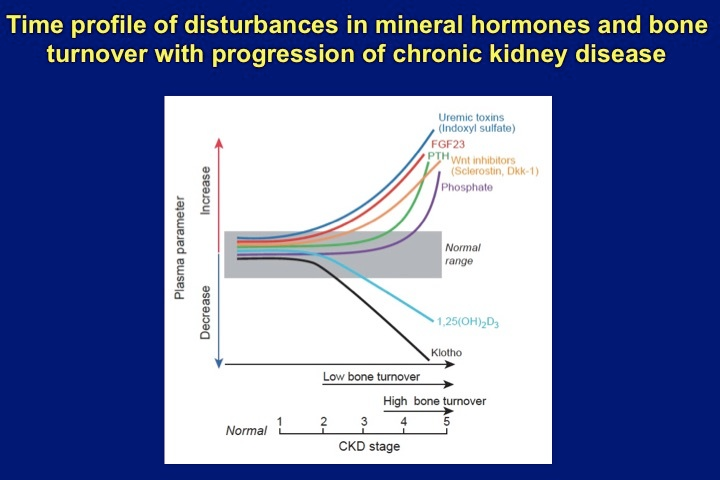 Time profile of disturbances in mineral hormones and bone
turnover with progression of chronic kidney disease
Uremic toxins
(Indoxyl sulfate)
FGF23
PTH
Wnt inhibitors
(Sclerostin, Dkk-1)
Phosphate
Increase
Plasma parameter
Decrease
Normal
range
1,25(OH)₂D₃
Klotho
Low bone turnover
High bone turnover
Normal 1 2 3 4 5
CKD stage